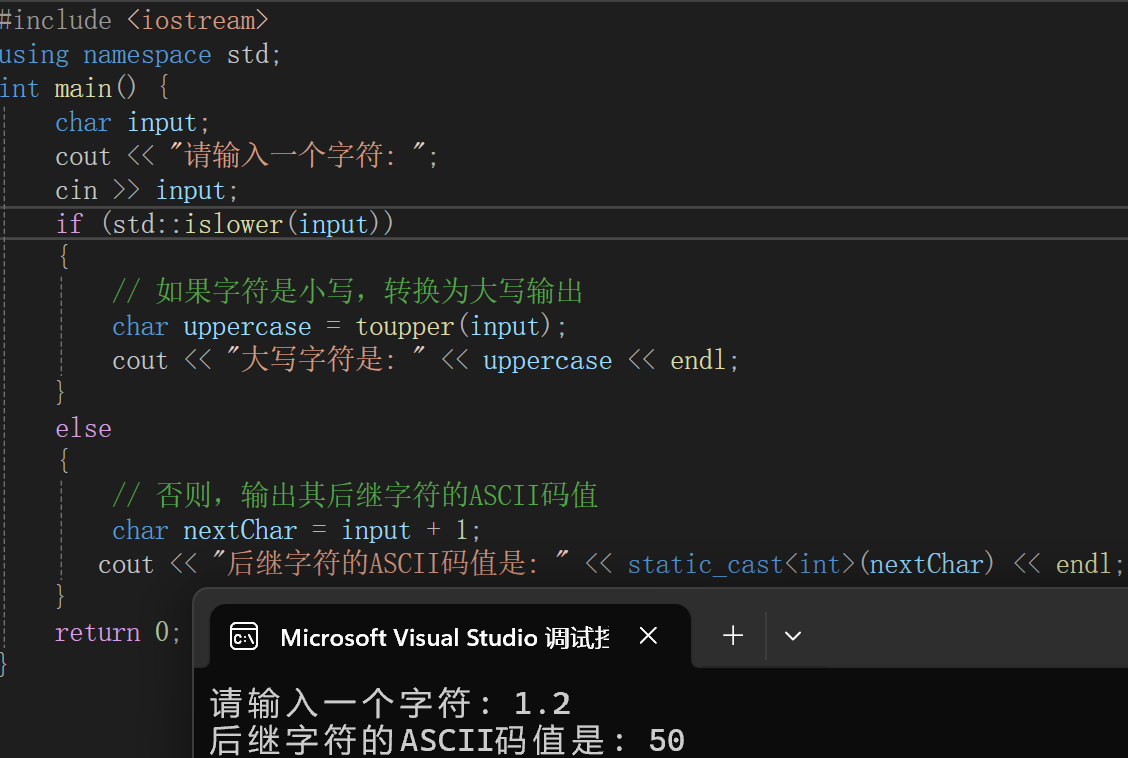 #include <iostream>
using namespace std;
int main() {
    char input;
    cout << "请输入一个字符: ";
    cin >> input;
    if (std::islower(input))
    {
        // 如果字符是小写，转换为大写输出
        char uppercase = toupper(input);
        cout << "大写字符是: " << uppercase << endl;
    }
    else
    {
        // 否则，输出其后继字符的ASCII码值
        char nextChar = input + 1;
       cout << "后继字符的ASCII码值是: " << static_cast<int>(nextChar) << endl;
    }
    return 0;
}
Microsoft Visual Studio 调试
请输入一个字符: 1.2
后继字符的ASCII码值是: 50